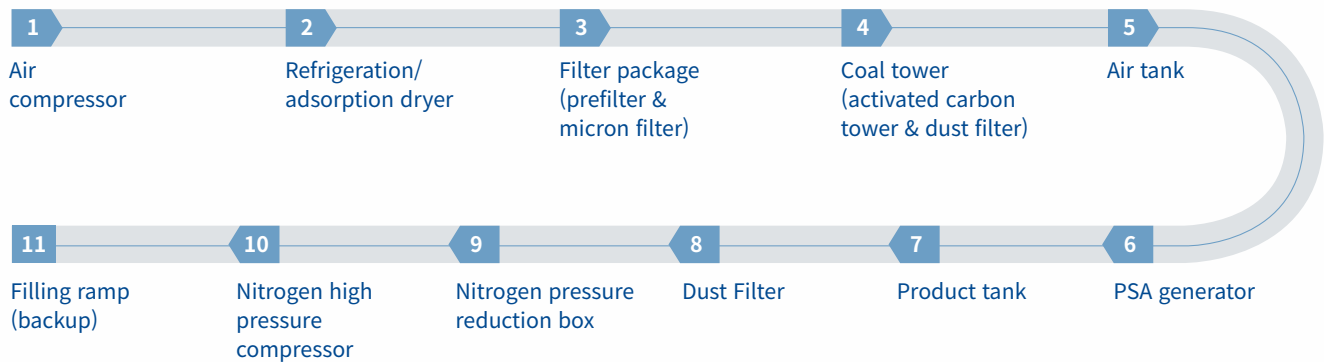 1
Air
compressor
2
Refrigeration/
adsorption dryer
3
Filter package
(prefilter &
micron filter)
4
Coal tower
(activated carbon
tower & dust filter)
5
Air tank
6
PSA generator
7
Product tank
8
Dust Filter
9
Nitrogen pressure
reduction box
10
Nitrogen high
pressure
compressor
11
Filling ramp
(backup)